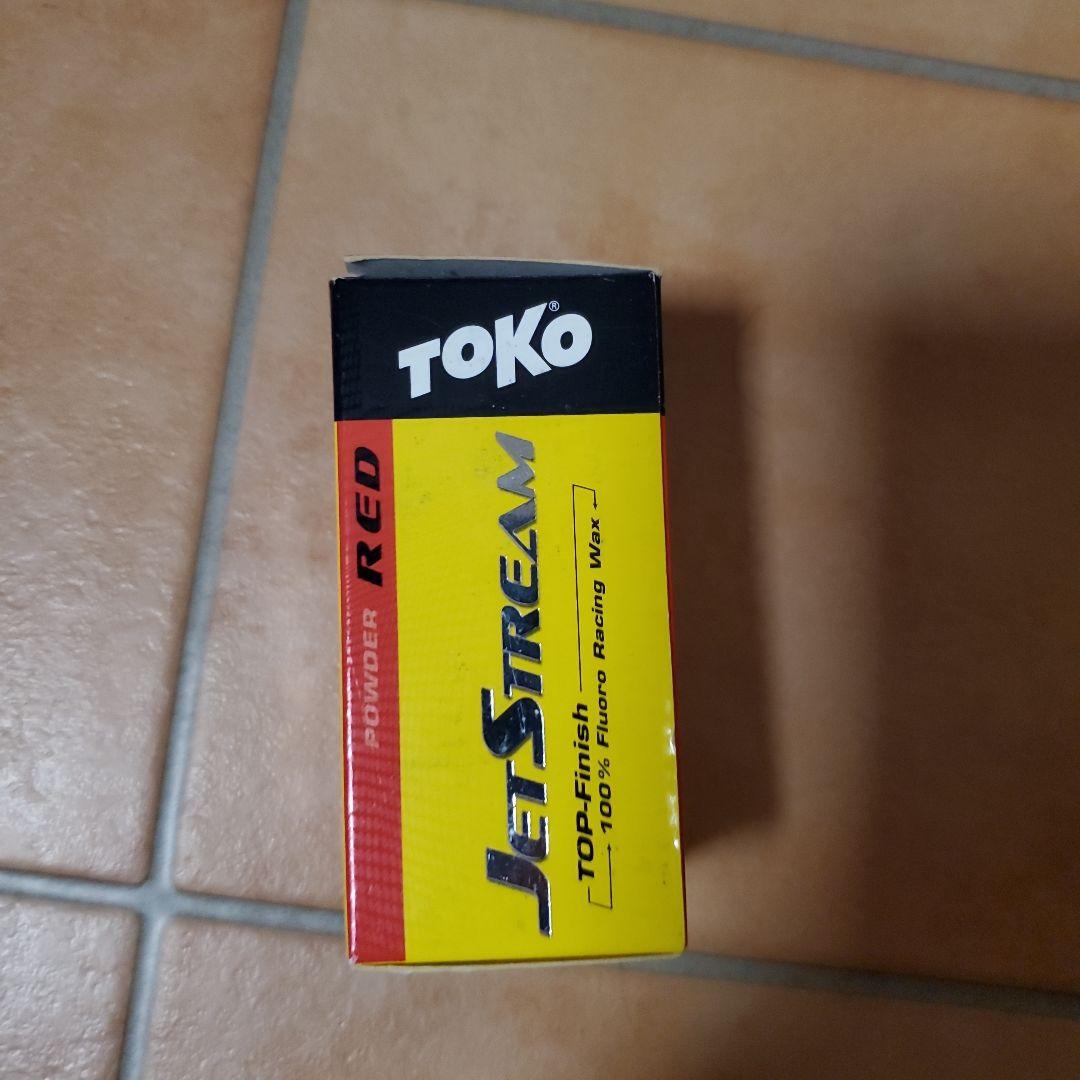 TOKO®
POWDER RED
JETSTREAM
TOP-Finish
100% Fluoro Racing Wax